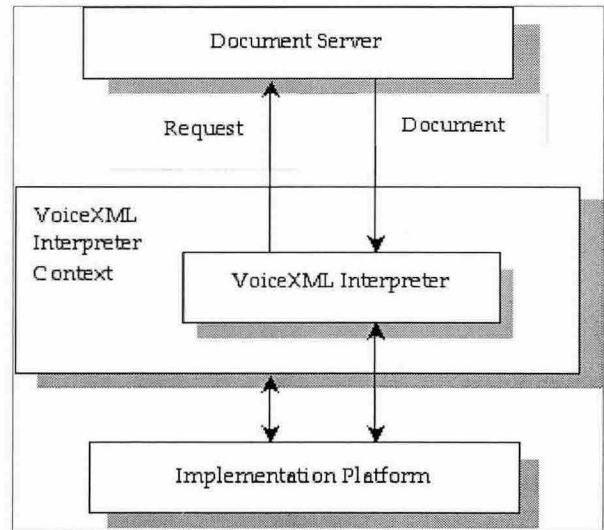 Document Server
Request
Document
VoiceXML
Interpreter
Context
VoiceXML Interpreter
Implementation Platform